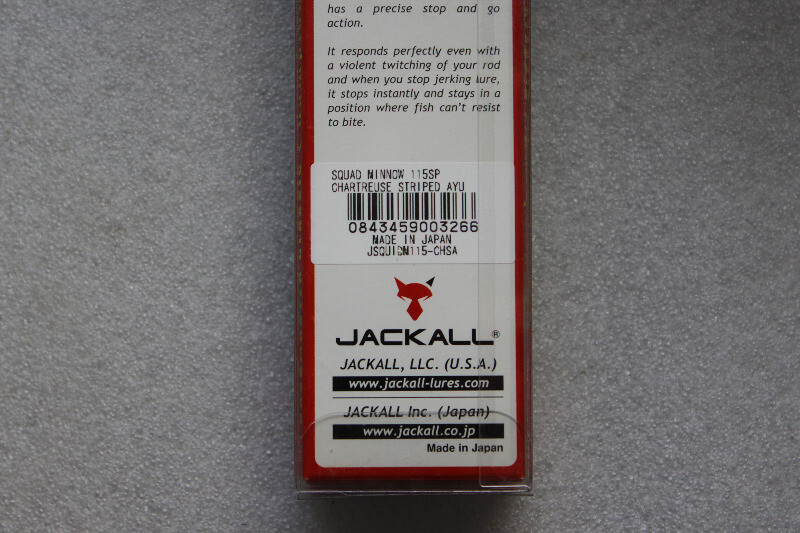 has a precise stop and go
action.
It responds perfectly even with
a violent twitching of your rod
and when you stop jerking lure,
it stops instantly and stays in a
position where fish can't resist
to bite.
SQUAD MINNOW 115SP
CHARTREUSE STRIPED AYU
0843459003266
MADE IN JAPAN
JSQUIDM115-CHSA
JACKALL®
JACKALL, LLC. (U.S.A.)
www.jackall-lures.com
JACKALL Inc. (Japan)
www.jackall.co.jp
Made in Japan